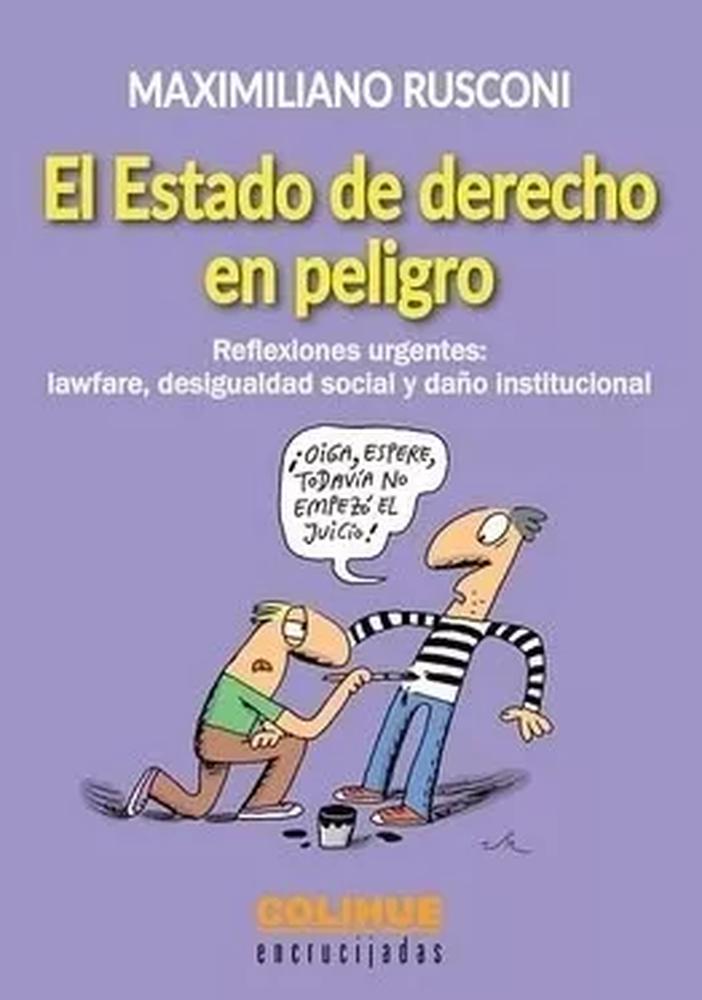 MAXIMILIANO RUSCONI
El Estado de derecho
en peligro
Reflexiones urgentes:
lawfare, desigualdad social y daño institucional
¡OiGA, ESPERE,
TODAVíA NO
EMPEZó EL
JUiCio!
COLIHUE
encrucijadas